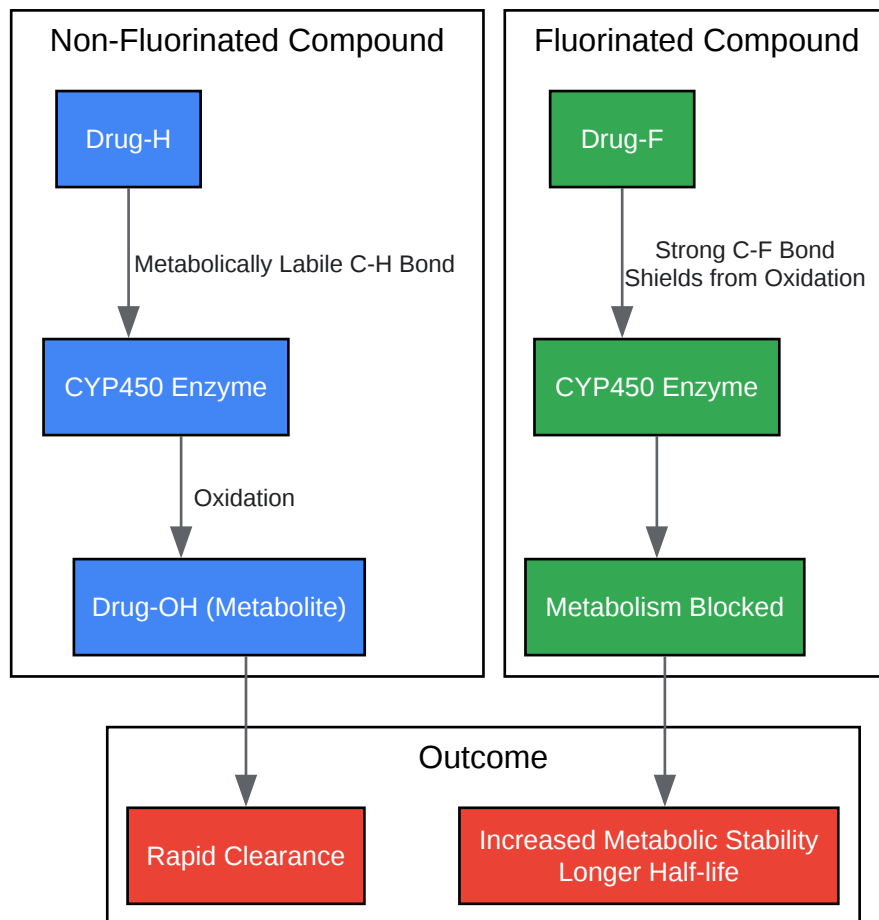 Non-Fluorinated Compound
Drug-H
Metabolically Labile C-H Bond
CYP450 Enzyme
Oxidation
Drug-OH (Metabolite)
Fluorinated Compound
Drug-F
Strong C-F Bond
Shields from Oxidation
CYP450 Enzyme
Metabolism Blocked
Outcome
Rapid Clearance
Increased Metabolic Stability
Longer Half-life